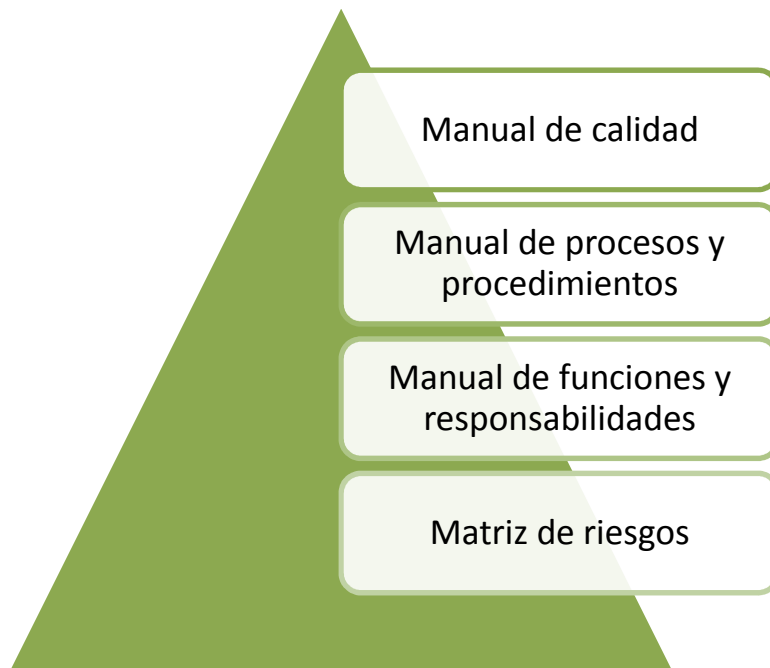 Manual de calidad
Manual de procesos y
procedimientos
Manual de funciones y
responsabilidades
Matriz de riesgos